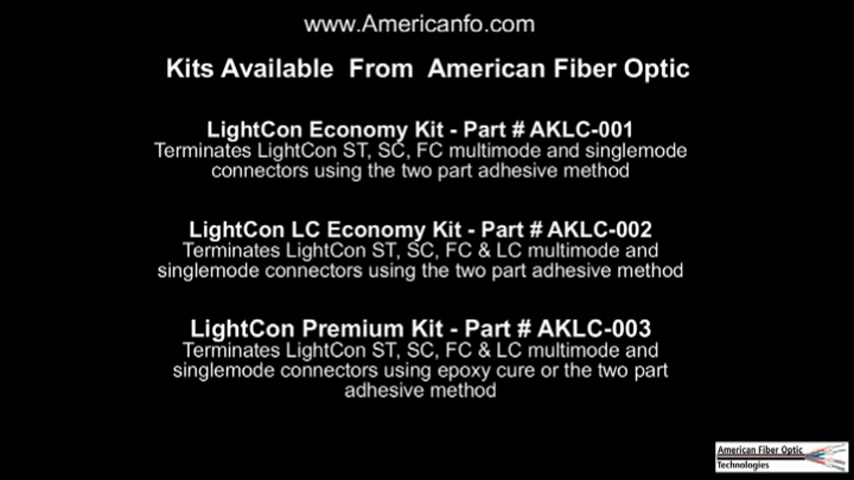 www.Americanfo.com
Kits Available From American Fiber Optic
LightCon Economy Kit - Part # AKLC-001
Terminates LightCon ST, SC, FC multimode and singlemode
connectors using the two part adhesive method
LightCon LC Economy Kit - Part # AKLC-002
Terminates LightCon ST, SC, FC & LC multimode and
singlemode connectors using the two part adhesive method
LightCon Premium Kit - Part # AKLC-003
Terminates LightCon ST, SC, FC & LC multimode and
singlemode connectors using epoxy cure or the two part
adhesive method
American Fiber Optic
Technologies